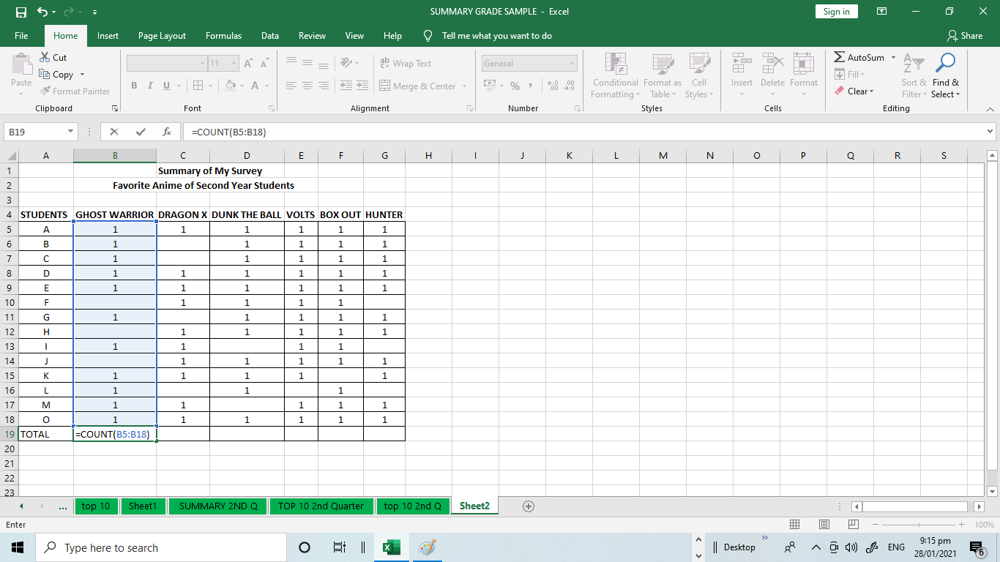 SUMMARY GRADE SAMPLE - Excel
Sign in
File Home Insert Page Layout Formulas Data Review View Help Tell me what you want to do Share
Paste
Cut
Copy
Format Painter
Clipboard
11 A A
B I U A
Font
ab Wrap Text
Merge & Center
Alignment
General
% , .00 .0
Number
Conditional Formatting
Format as Table
Cell Styles
Styles
Insert Delete Format
Cells
AutoSum
Fill
Clear
Sort & Filter
Find & Select
Editing
B19 fx =COUNT(B5:B18)
A B C D E F G H I J K L M N O P Q R S
1 Summary of My Survey
2 Favorite Anime of Second Year Students
3
4 STUDENTS GHOST WARRIOR DRAGON X DUNK THE BALL VOLTS BOX OUT HUNTER
5 A 1 1 1 1 1 1
6 B 1 1 1 1 1
7 C 1 1 1 1 1
8 D 1 1 1 1 1 1
9 E 1 1 1 1 1 1
10 F 1 1 1 1
11 G 1 1 1 1 1
12 H 1 1 1 1 1
13 I 1 1 1 1
14 J 1 1 1 1 1
15 K 1 1 1 1 1
16 L 1 1 1
17 M 1 1 1 1 1
18 O 1 1 1 1 1 1
19 TOTAL =COUNT(B5:B18)
20
21
22
23
... top 10 Sheet1 SUMMARY 2ND Q TOP 10 2nd Quarter top 10 2nd Q Sheet2
Enter 100%
Type here to search Desktop ENG 9:15 pm
28/01/2021 6